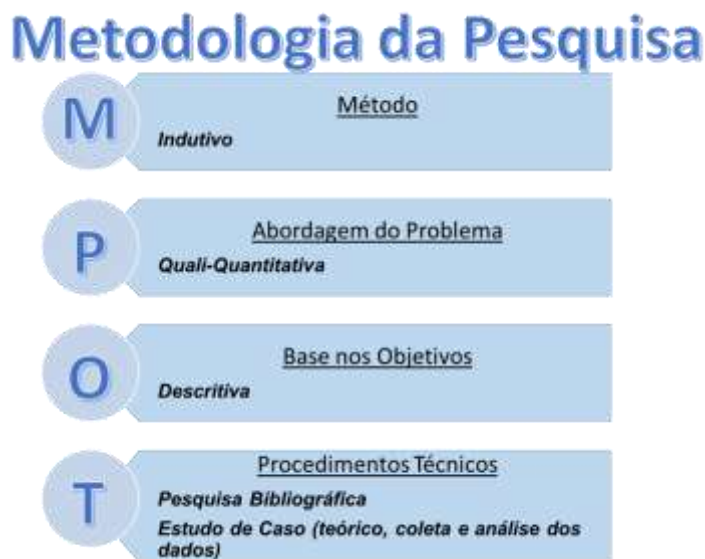 Metodologia da Pesquisa
M
Método
Indutivo
P
Abordagem do Problema
Quali-Quantitativa
O
Base nos Objetivos
Descritiva
T
Procedimentos Técnicos
Pesquisa Bibliográfica
Estudo de Caso (teórico, coleta e análise dos
dados)